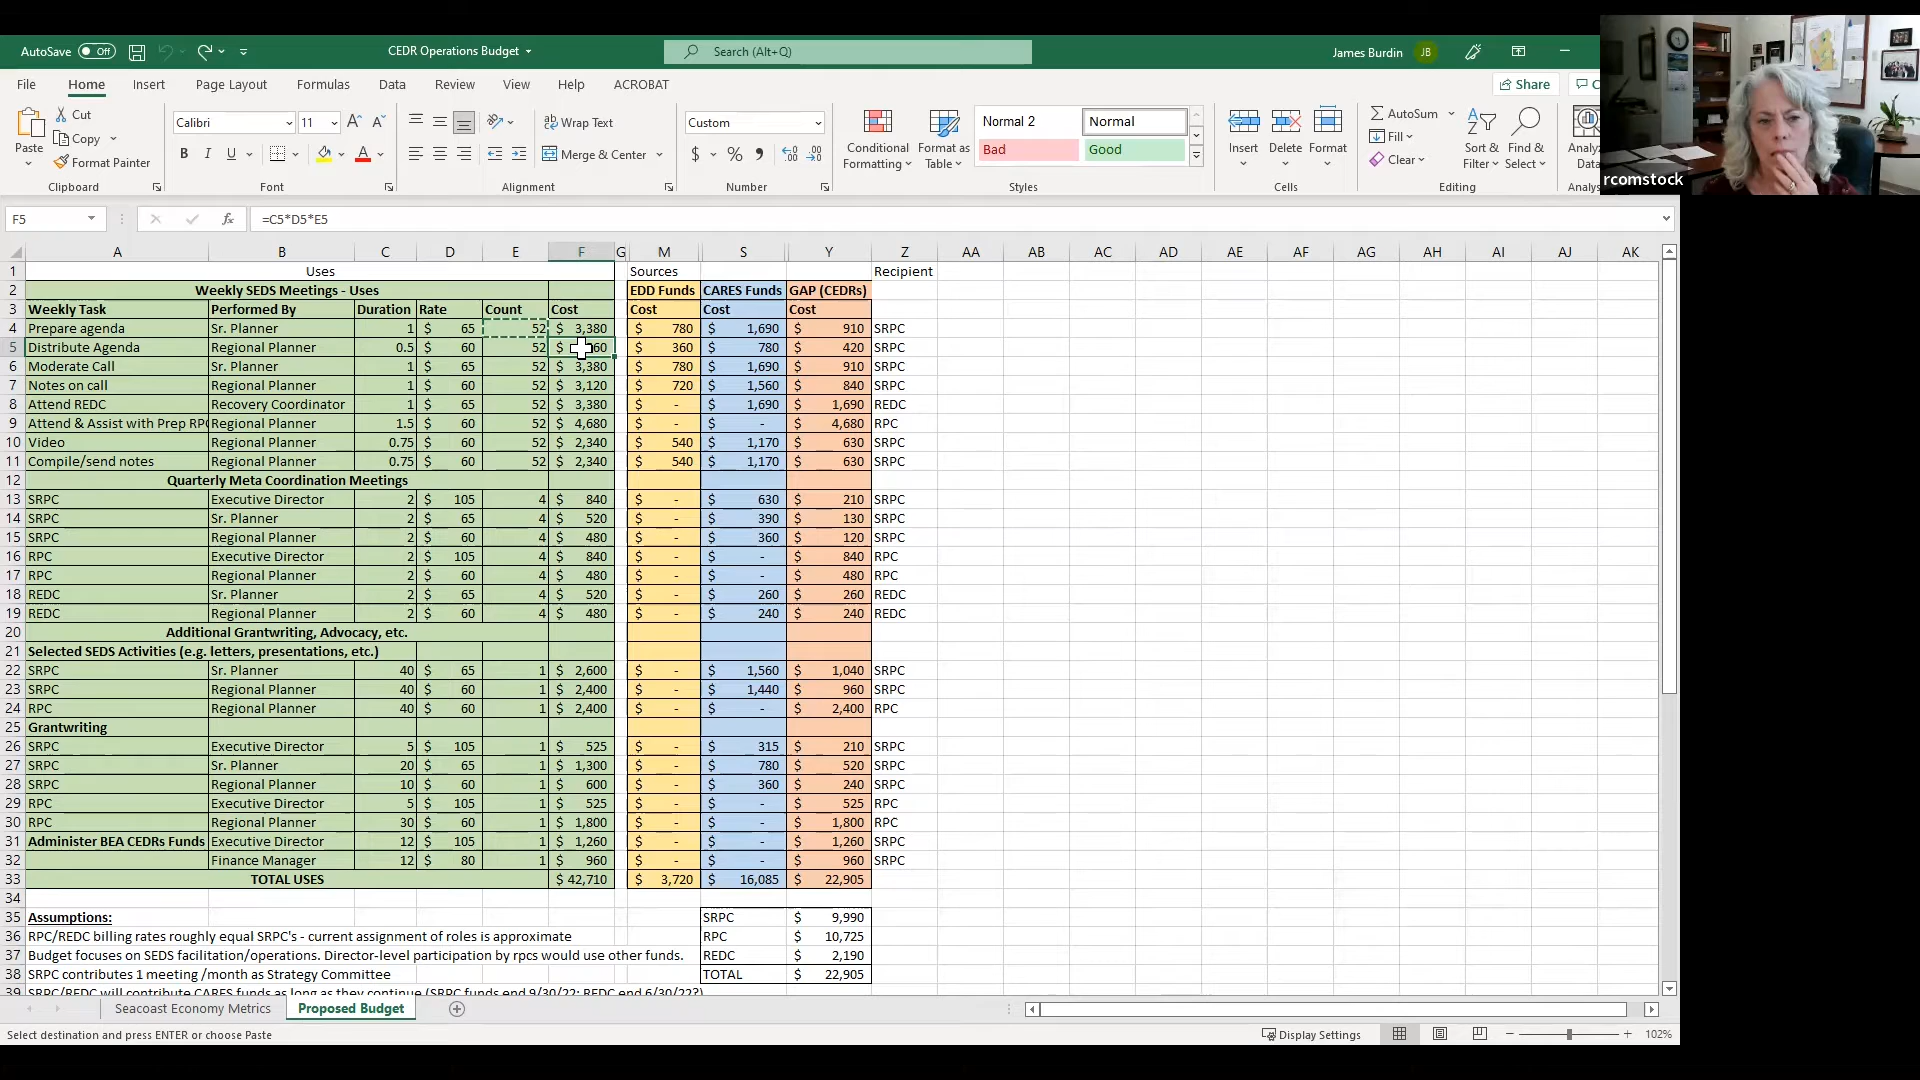 AutoSave Off
CEDR Operations Budget
Search (Alt+Q)
James Burdin JB
File Home Insert Page Layout Formulas Data Review View Help ACROBAT Share
Paste Cut Copy Format Painter Clipboard
Calibri 11 Font
Wrap Text Merge & Center Alignment
Custom Number
Conditional Formatting Format as Table Normal 2 Normal Bad Good Styles
Insert Delete Format Cells
AutoSum Fill Clear Sort & Filter Find & Select Editing
rcomstock
F5 =C5*D5*E5
A B C D E F G M S Y Z AA AB AC AD AE AF AG AH AI AJ AK
1 Uses Sources Recipient
2 Weekly SEDS Meetings - Uses EDD Funds CARES Funds GAP (CEDRs)
3 Weekly Task Performed By Duration Rate Count Cost Cost Cost Cost
4 Prepare agenda Sr. Planner 1 $ 65 52 $ 3,380 $ 780 $ 1,690 $ 910 SRPC
5 Distribute Agenda Regional Planner 0.5 $ 60 52 $ 60 $ 360 $ 780 $ 420 SRPC
6 Moderate Call Sr. Planner 1 $ 65 52 $ 3,380 $ 780 $ 1,690 $ 910 SRPC
7 Notes on call Regional Planner 1 $ 60 52 $ 3,120 $ 720 $ 1,560 $ 840 SRPC
8 Attend REDC Recovery Coordinator 1 $ 65 52 $ 3,380 $ - $ 1,690 $ 1,690 REDC
9 Attend & Assist with Prep RPC Regional Planner 1.5 $ 60 52 $ 4,680 $ - $ - $ 4,680 RPC
10 Video Regional Planner 0.75 $ 60 52 $ 2,340 $ 540 $ 1,170 $ 630 SRPC
11 Compile/send notes Regional Planner 0.75 $ 60 52 $ 2,340 $ 540 $ 1,170 $ 630 SRPC
12 Quarterly Meta Coordination Meetings
13 SRPC Executive Director 2 $ 105 4 $ 840 $ - $ 630 $ 210 SRPC
14 SRPC Sr. Planner 2 $ 65 4 $ 520 $ - $ 390 $ 130 SRPC
15 SRPC Regional Planner 2 $ 60 4 $ 480 $ - $ 360 $ 120 SRPC
16 RPC Executive Director 2 $ 105 4 $ 840 $ - $ - $ 840 RPC
17 RPC Regional Planner 2 $ 60 4 $ 480 $ - $ - $ 480 RPC
18 REDC Sr. Planner 2 $ 65 4 $ 520 $ - $ 260 $ 260 REDC
19 REDC Regional Planner 2 $ 60 4 $ 480 $ - $ 240 $ 240 REDC
20 Additional Grantwriting, Advocacy, etc.
21 Selected SEDS Activities (e.g. letters, presentations, etc.)
22 SRPC Sr. Planner 40 $ 65 1 $ 2,600 $ - $ 1,560 $ 1,040 SRPC
23 SRPC Regional Planner 40 $ 60 1 $ 2,400 $ - $ 1,440 $ 960 SRPC
24 RPC Regional Planner 40 $ 60 1 $ 2,400 $ - $ - $ 2,400 RPC
25 Grantwriting
26 SRPC Executive Director 5 $ 105 1 $ 525 $ - $ 315 $ 210 SRPC
27 SRPC Sr. Planner 20 $ 65 1 $ 1,300 $ - $ 780 $ 520 SRPC
28 SRPC Regional Planner 10 $ 60 1 $ 600 $ - $ 360 $ 240 SRPC
29 RPC Executive Director 5 $ 105 1 $ 525 $ - $ - $ 525 RPC
30 RPC Regional Planner 30 $ 60 1 $ 1,800 $ - $ - $ 1,800 RPC
31 Administer BEA CEDRs Funds Executive Director 12 $ 105 1 $ 1,260 $ - $ - $ 1,260 SRPC
32 Finance Manager 12 $ 80 1 $ 960 $ - $ - $ 960 SRPC
33 TOTAL USES $ 42,710 $ 3,720 $ 16,085 $ 22,905
34
35 Assumptions: SRPC $ 9,990
36 RPC/REDC billing rates roughly equal SRPC's - current assignment of roles is approximate RPC $ 10,725
37 Budget focuses on SEDS facilitation/operations. Director-level participation by rpcs would use other funds. REDC $ 2,190
38 SRPC contributes 1 meeting /month as Strategy Committee TOTAL $ 22,905
39 SRPC/REDC will contribute CARES funds as long as they continue (SRPC funds end 9/30/22; REDC end 6/30/22?)
Seacoast Economy Metrics Proposed Budget
Select destination and press ENTER or choose Paste Display Settings 102%